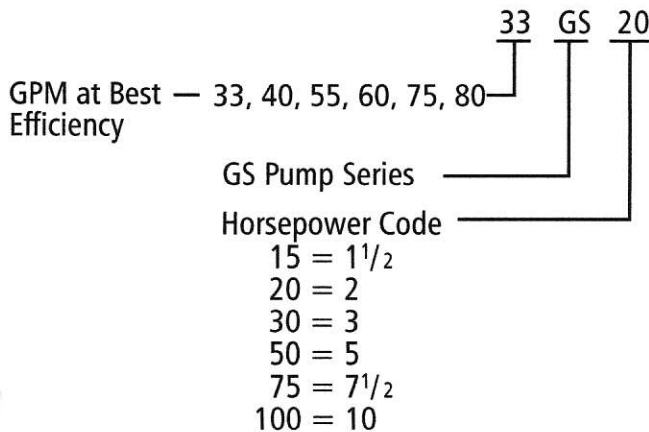 33 GS 20
GPM at Best — 33, 40, 55, 60, 75, 80
Efficiency
GS Pump Series
Horsepower Code
15 = 1 1/2
20 = 2
30 = 3
50 = 5
75 = 7 1/2
100 = 10